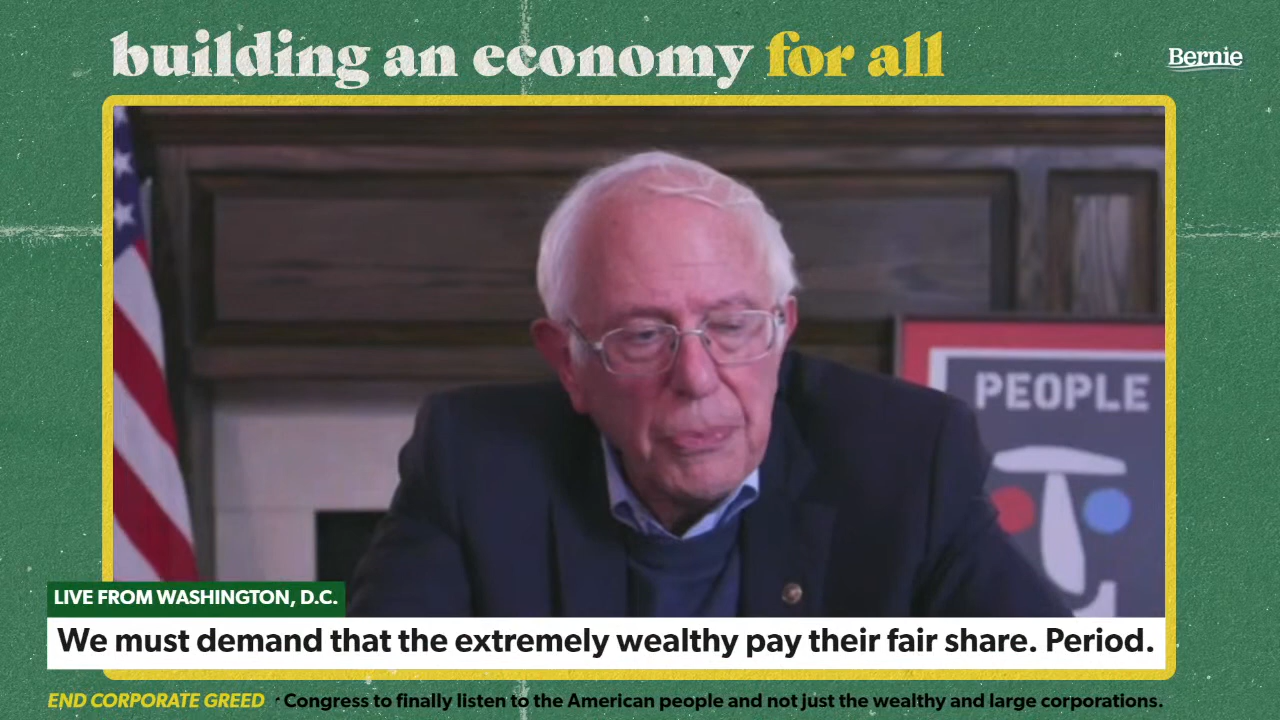 building an economy for all
Bernie
PEOPLE
LIVE FROM WASHINGTON, D.C.
We must demand that the extremely wealthy pay their fair share. Period.
END CORPORATE GREED · Congress to finally listen to the American people and not just the wealthy and large corporations.